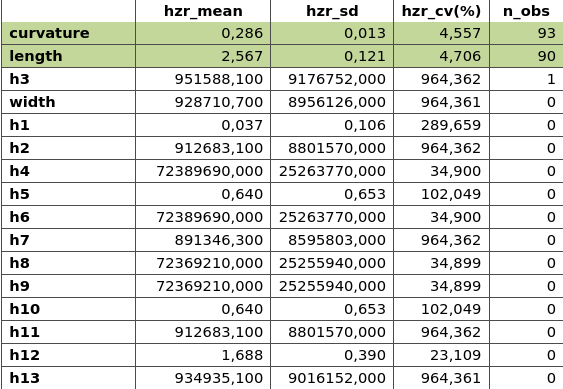 hzr_mean hzr_sd hzr_cv(%) n_obs
curvature 0,286 0,013 4,557 93
length 2,567 0,121 4,706 90
h3 951588,100 9176752,000 964,362 1
width 928710,700 8956126,000 964,361 0
h1 0,037 0,106 289,659 0
h2 912683,100 8801570,000 964,362 0
h4 72389690,000 25263770,000 34,900 0
h5 0,640 0,653 102,049 0
h6 72389690,000 25263770,000 34,900 0
h7 891346,300 8595803,000 964,362 0
h8 72369210,000 25255940,000 34,899 0
h9 72369210,000 25255940,000 34,899 0
h10 0,640 0,653 102,049 0
h11 912683,100 8801570,000 964,362 0
h12 1,688 0,390 23,109 0
h13 934935,100 9016152,000 964,361 0